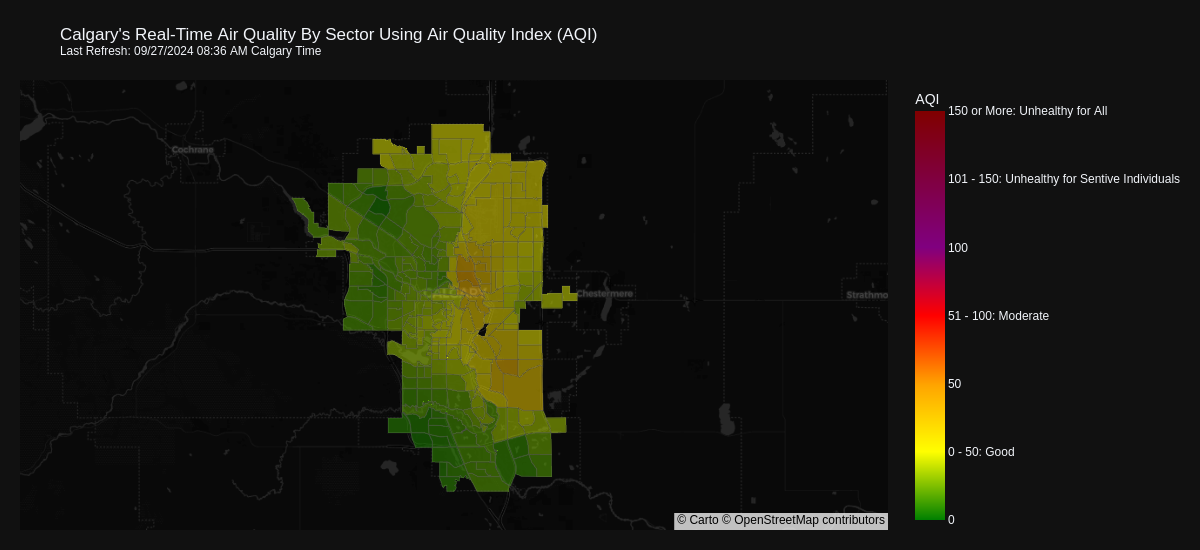 Calgary's Real-Time Air Quality By Sector Using Air Quality Index (AQI)
Last Refresh: 09/27/2024 08:36 AM Calgary Time
AQI
150 or More: Unhealthy for All
Cochrane
101 - 150: Unhealthy for Sentive Individuals
100
CALGARY
Chestermere
Strathmo
51 - 100: Moderate
50
0 - 50: Good
0
© Carto © OpenStreetMap contributors